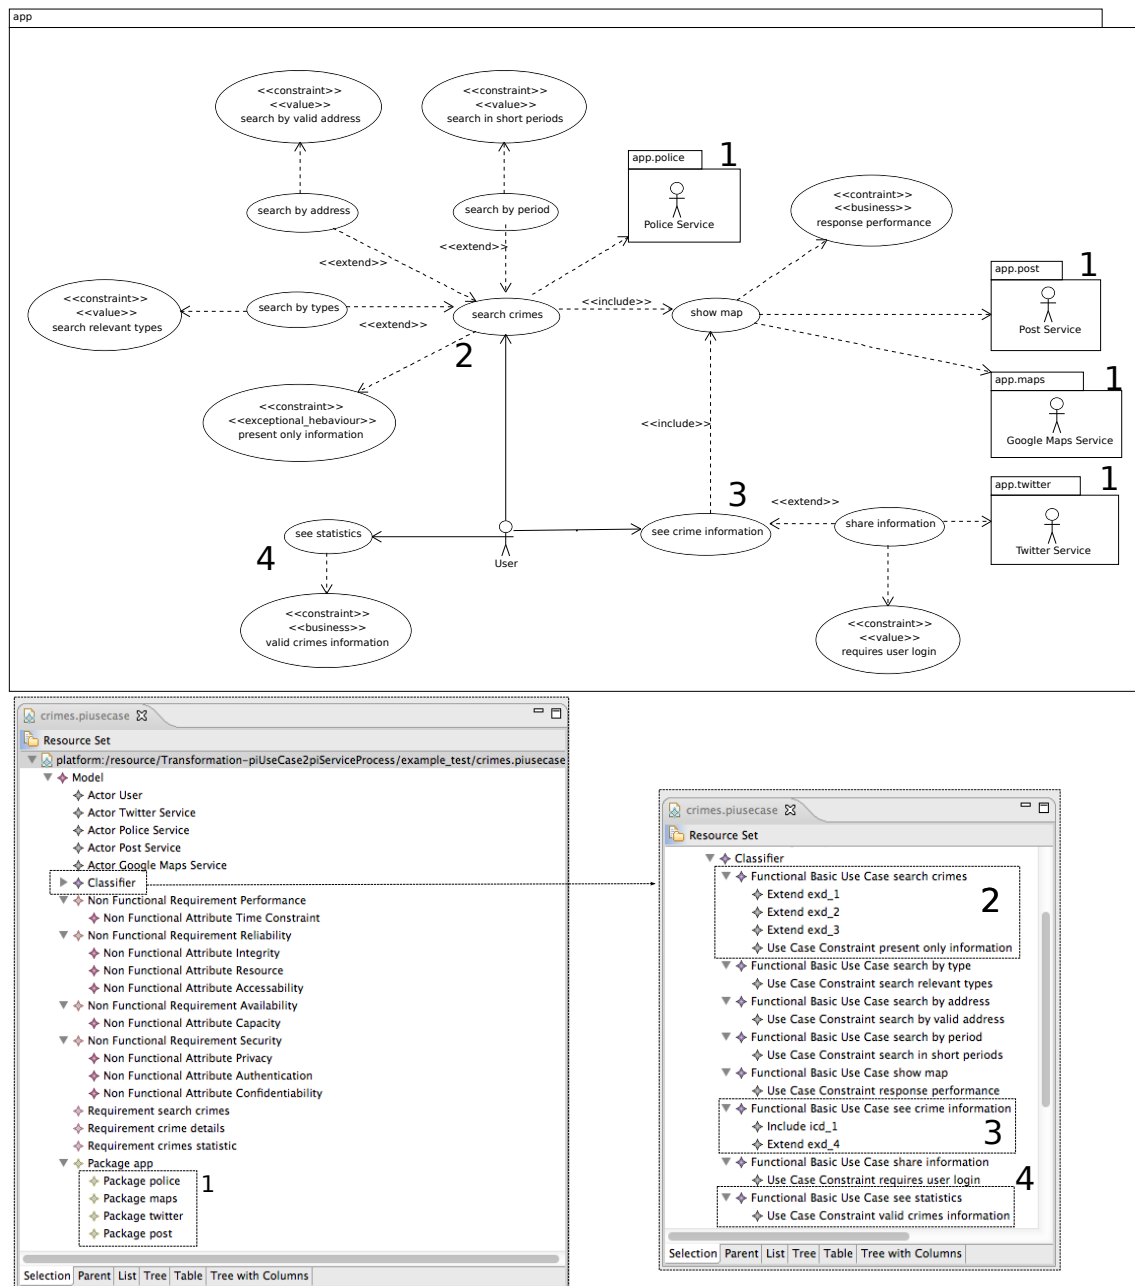 app
<<constraint>>
<<value>>
search by valid address
<<constraint>>
<<value>>
search in short periods
app.police
1
Police Service
<<contraint>>
<<business>>
response performance
search by address
search by period
<<extend>>
<<extend>>
app.post
1
Post Service
<<constraint>>
<<value>>
search relevant types
search by types
<<extend>>
search crimes
2
<<include>>
show map
app.maps
1
Google Maps Service
<<constraint>>
<<exceptional_hebaviour>>
present only information
<<include>>
app.twitter
1
Twitter Service
3
<<extend>>
see statistics
4
User
see crime information
share information
<<constraint>>
<<business>>
valid crimes information
<<constraint>>
<<value>>
requires user login
crimes.piusecase
Resource Set
platform:/resource/Transformation-piUseCase2piServiceProcess/example_test/crimes.piusecase
Model
Actor User
Actor Twitter Service
Actor Police Service
Actor Post Service
Actor Google Maps Service
Classifier
Non Functional Requirement Performance
Non Functional Attribute Time Constraint
Non Functional Requirement Reliability
Non Functional Attribute Integrity
Non Functional Attribute Resource
Non Functional Attribute Accessability
Non Functional Requirement Availability
Non Functional Attribute Capacity
Non Functional Requirement Security
Non Functional Attribute Privacy
Non Functional Attribute Authentication
Non Functional Attribute Confidentiability
Requirement search crimes
Requirement crime details
Requirement crimes statistic
Package app
Package police
1
Package maps
Package twitter
Package post
Selection Parent List Tree Table Tree with Columns
crimes.piusecase
Resource Set
Classifier
Functional Basic Use Case search crimes
Extend exd_1
2
Extend exd_2
Extend exd_3
Use Case Constraint present only information
Functional Basic Use Case search by type
Use Case Constraint search relevant types
Functional Basic Use Case search by address
Use Case Constraint search by valid address
Functional Basic Use Case search by period
Use Case Constraint search in short periods
Functional Basic Use Case show map
Use Case Constraint response performance
Functional Basic Use Case see crime information
Include icd_1
3
Extend exd_4
Functional Basic Use Case share information
Use Case Constraint requires user login
4
Functional Basic Use Case see statistics
Use Case Constraint valid crimes information
Selection Parent List Tree Table Tree with Columns